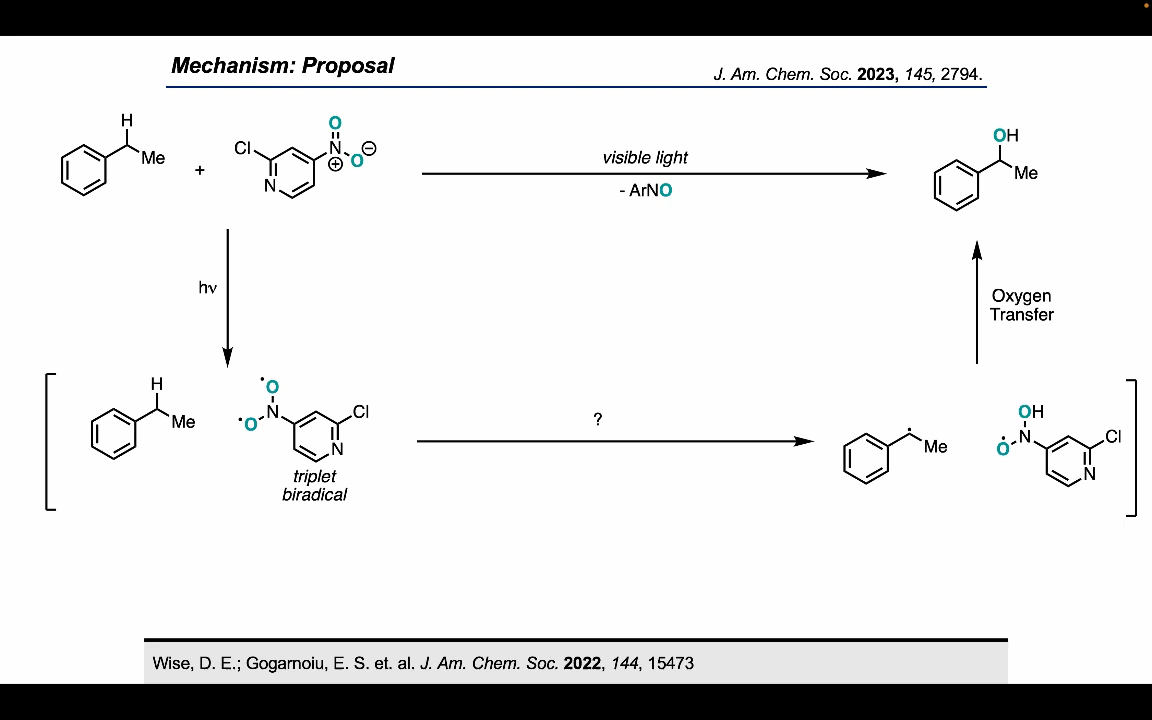 Mechanism: Proposal
J. Am. Chem. Soc. 2023, 145, 2794.
H
Me
+
Cl
N
O
N
⊕
O
⊖
visible light
- ArNO
OH
Me
hν
Oxygen
Transfer
H
Me
·O
·O
N
Cl
N
triplet
biradical
?
·
Me
OH
N
·O
Cl
N
Wise, D. E.; Gogarnoiu, E. S. et. al. J. Am. Chem. Soc. 2022, 144, 15473